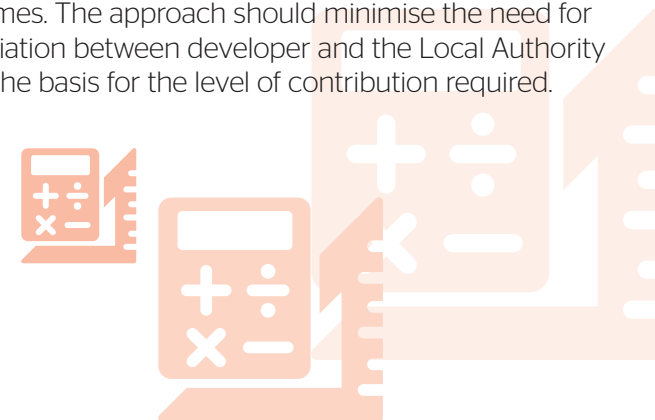 mes. The approach should minimise the need for
iation between developer and the Local Authority
he basis for the level of contribution required.